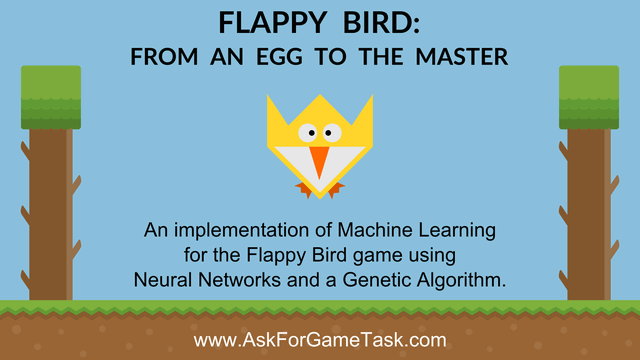 FLAPPY BIRD:
FROM AN EGG TO THE MASTER
An implementation of Machine Learning
for the Flappy Bird game using
Neural Networks and a Genetic Algorithm.
www.AskForGameTask.com